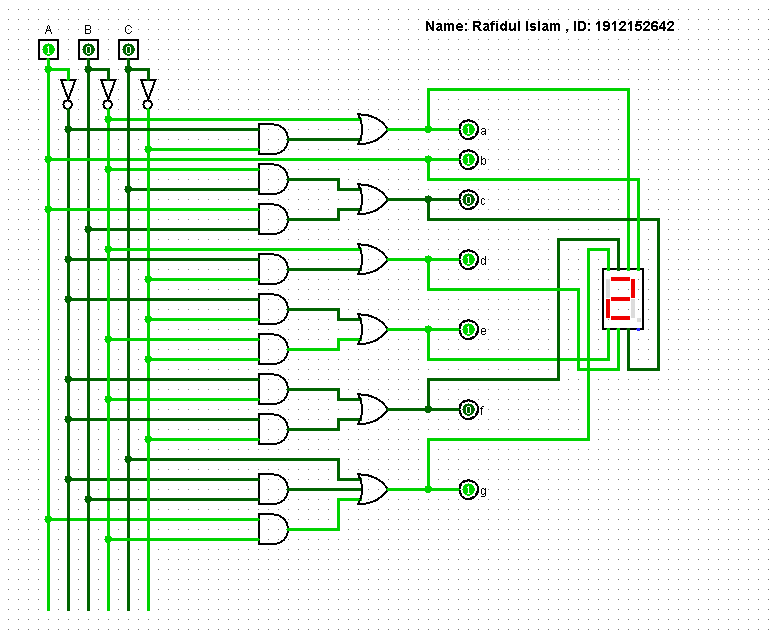 Name: Rafidul Islam , ID: 1912152642
A B C
1 0 0
1 a
1 b
0 c
1 d
1 e
0 f
1 g